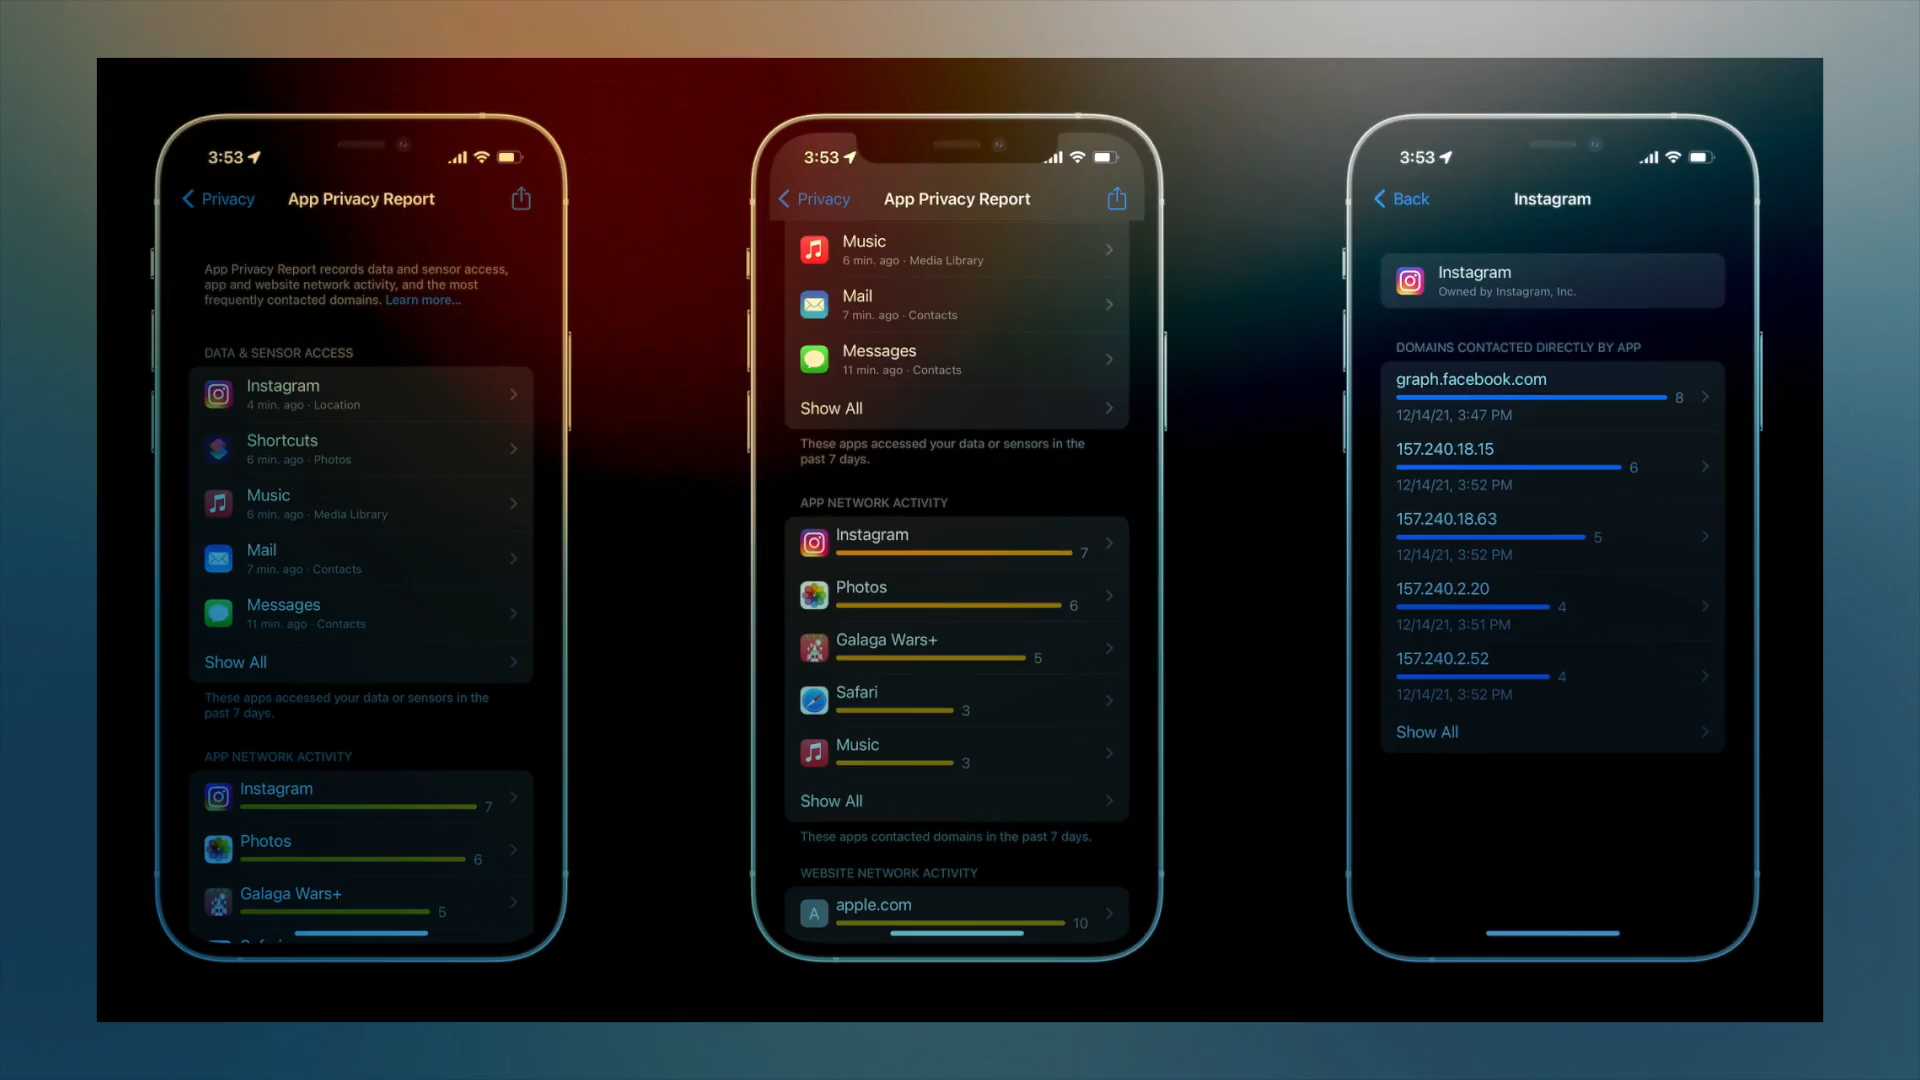 3:53
Privacy
App Privacy Report
App Privacy Report records data and sensor access,
app and website network activity, and the most
frequently contacted domains. Learn more...
DATA & SENSOR ACCESS
Instagram
4 min. ago · Location
Shortcuts
6 min. ago · Photos
Music
6 min. ago · Media Library
Mail
7 min. ago · Contacts
Messages
11 min. ago · Contacts
Show All
These apps accessed your data or sensors in the
past 7 days.
APP NETWORK ACTIVITY
Instagram
7
Photos
6
Galaga Wars+
5
3:53
Privacy
App Privacy Report
Music
6 min. ago · Media Library
Mail
7 min. ago · Contacts
Messages
11 min. ago · Contacts
Show All
These apps accessed your data or sensors in the
past 7 days.
APP NETWORK ACTIVITY
Instagram
7
Photos
6
Galaga Wars+
5
Safari
3
Music
3
Show All
These apps contacted domains in the past 7 days.
WEBSITE NETWORK ACTIVITY
A
apple.com
10
3:53
Back
Instagram
Instagram
Owned by Instagram, Inc.
DOMAINS CONTACTED DIRECTLY BY APP
graph.facebook.com
8
12/14/21, 3:47 PM
157.240.18.15
6
12/14/21, 3:52 PM
157.240.18.63
5
12/14/21, 3:52 PM
157.240.2.20
4
12/14/21, 3:51 PM
157.240.2.52
4
12/14/21, 3:52 PM
Show All